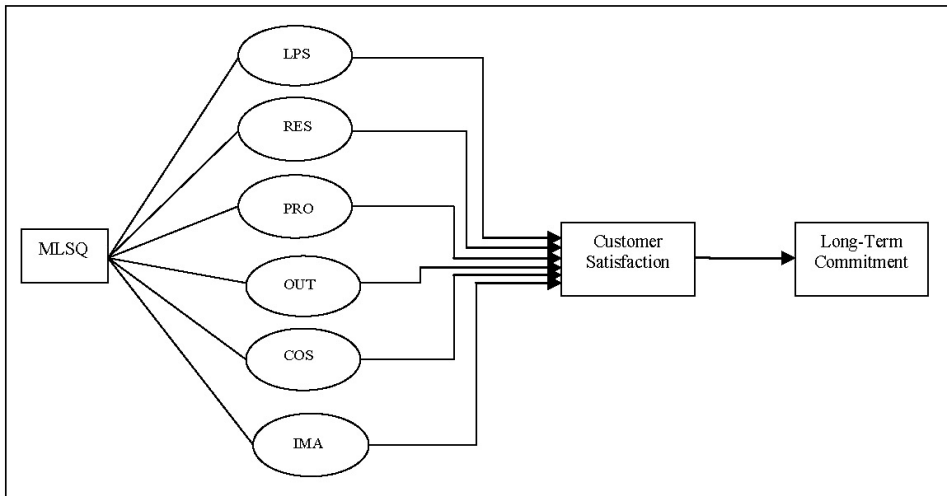 LPS
RES
PRO
MLSQ
OUT
COS
IMA
Customer
Satisfaction
Long-Term
Commitment